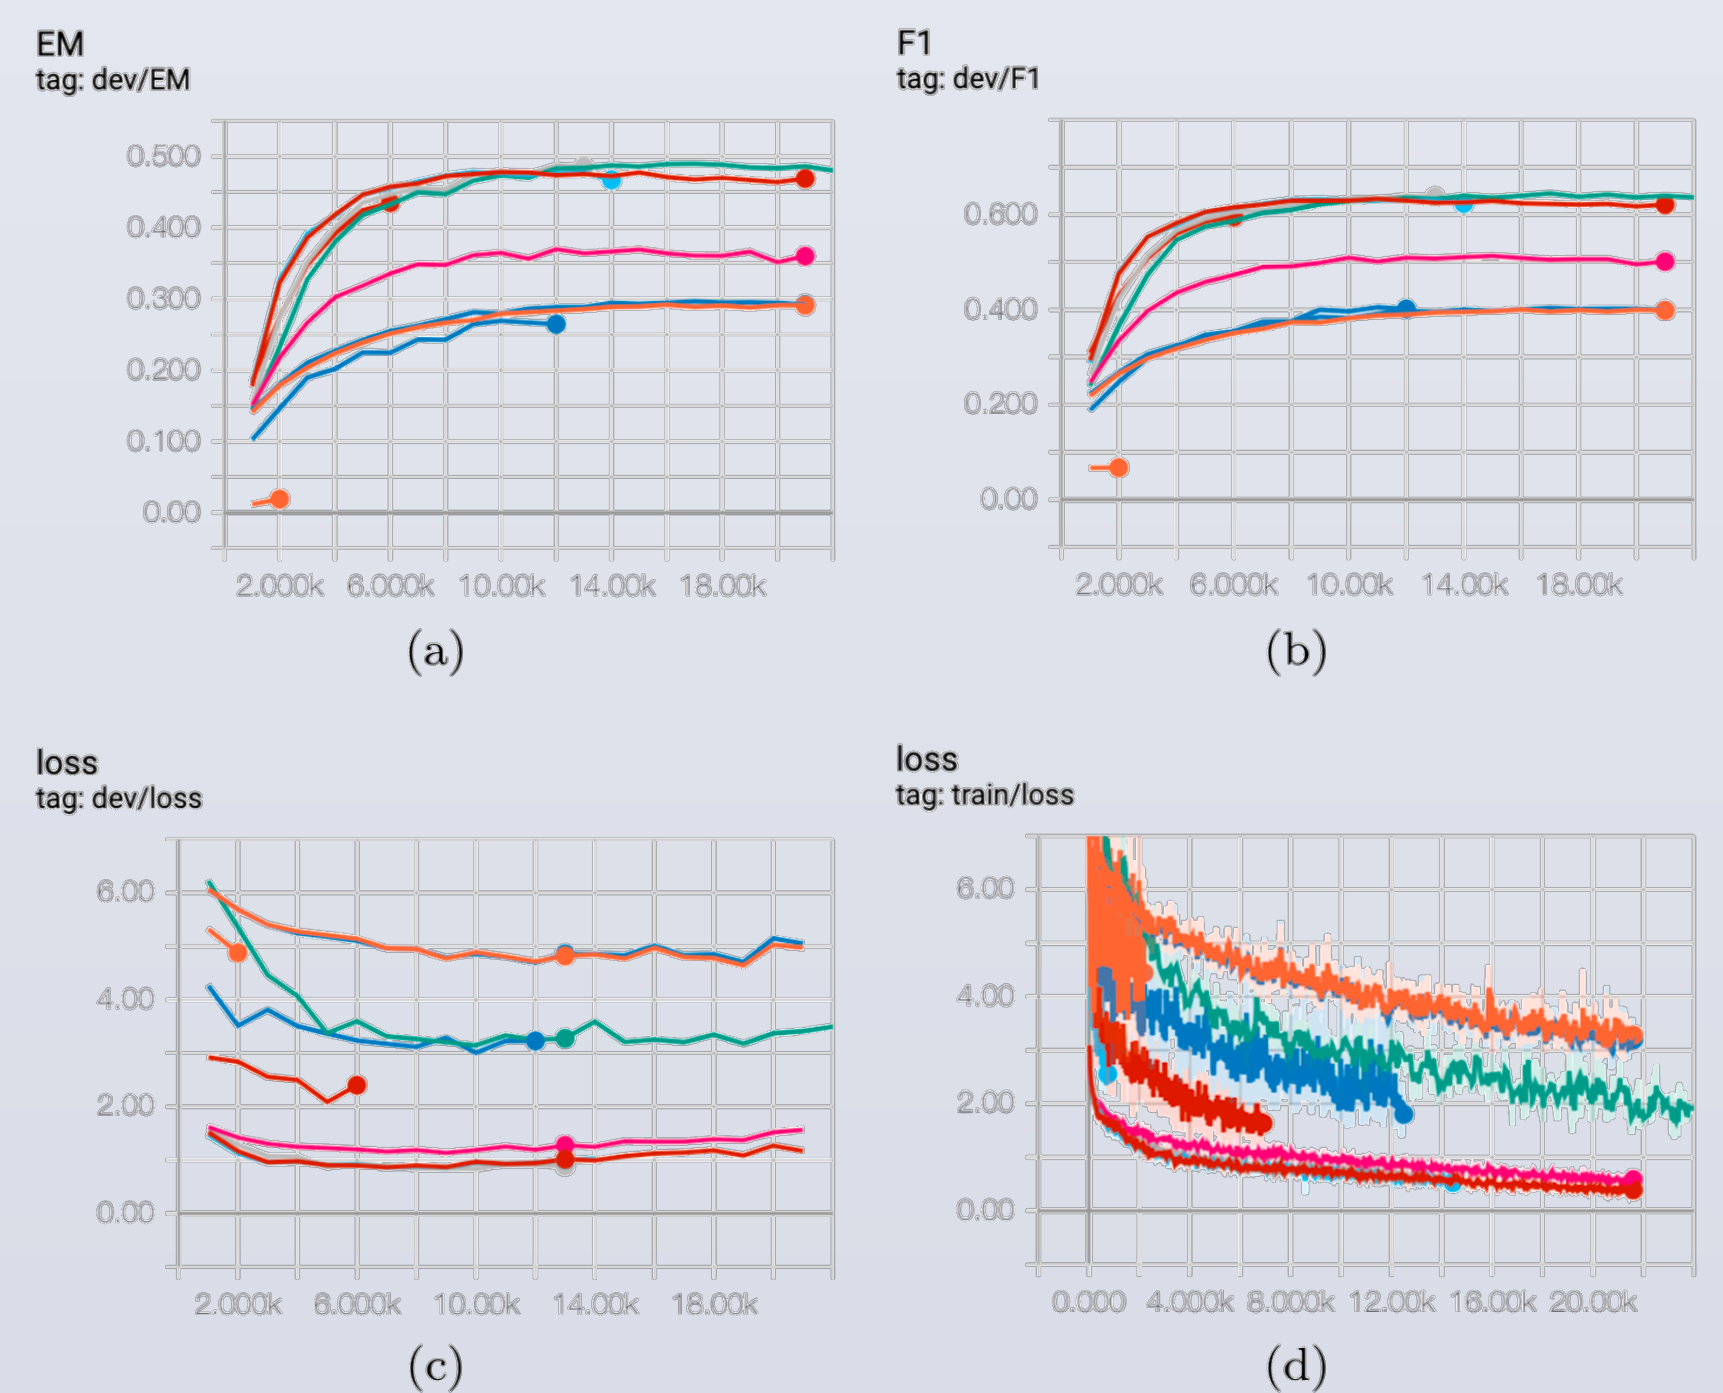 EM
tag: dev/EM
0.500
0.400
0.300
0.200
0.100
0.00
2.000k 6.000k 10.00k 14.00k 18.00k
(a)
F1
tag: dev/F1
0.600
0.400
0.200
0.00
2.000k 6.000k 10.00k 14.00k 18.00k
(b)
loss
tag: dev/loss
6.00
4.00
2.00
0.00
2.000k 6.000k 10.00k 14.00k 18.00k
(c)
loss
tag: train/loss
6.00
4.00
2.00
0.00
0.000 4.000k 8.000k 12.00k 16.00k 20.00k
(d)